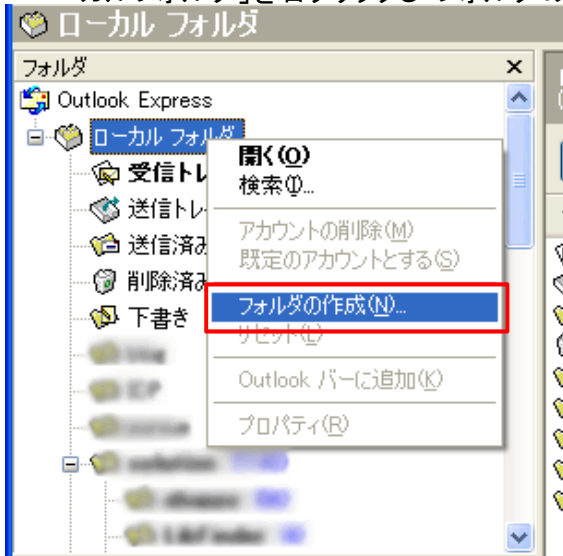 ローカル フォルダ
フォルダ
Outlook Express
ローカル フォルダ
受信トレ
送信トレ
送信済み
削除済み
下書き
開く(O)
検索(I)...
アカウントの削除(M)
既定のアカウントとする(S)
フォルダの作成(N)...
リセット(L)
Outlook バーに追加(K)
プロパティ(R)